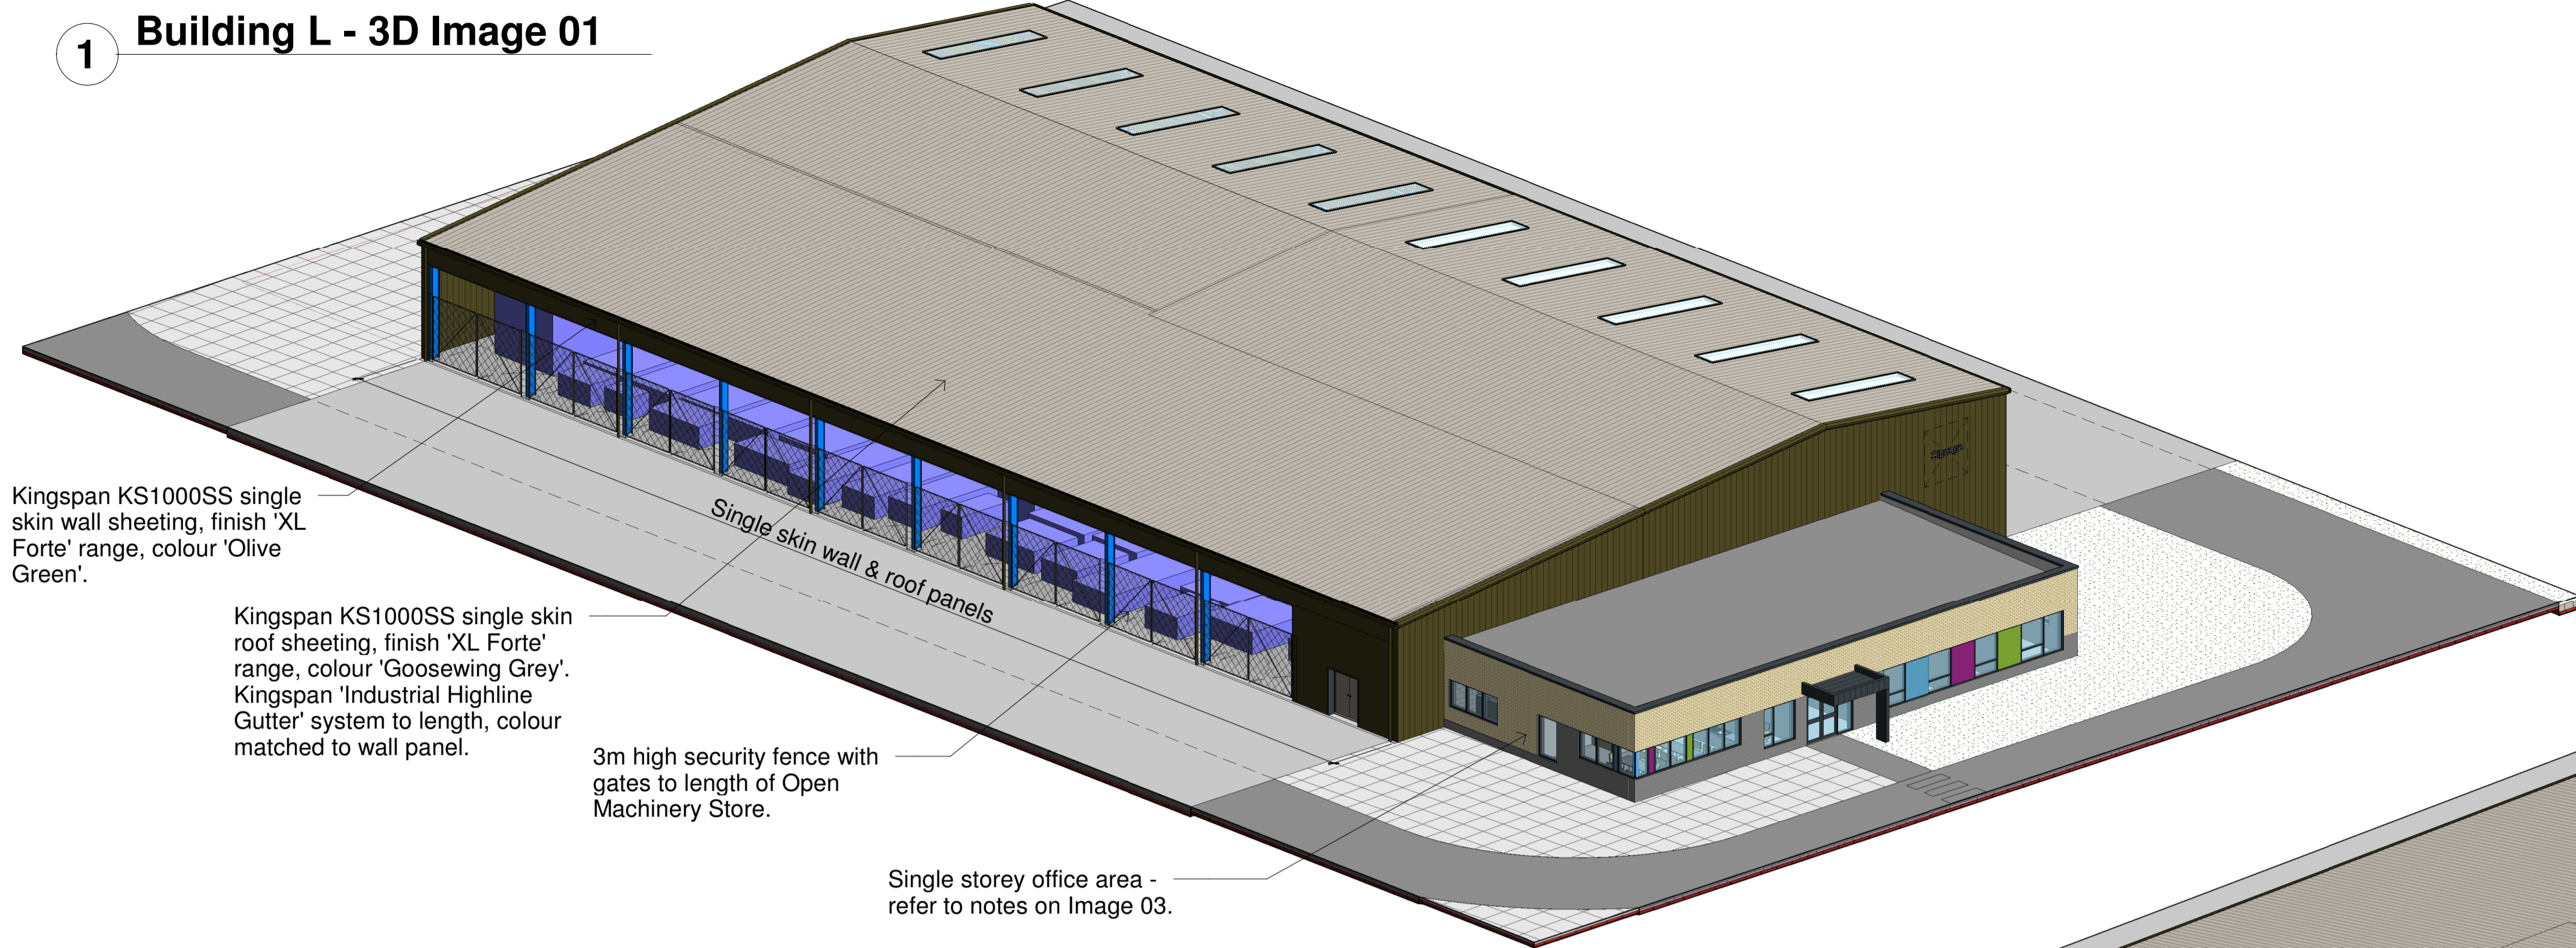 1
Building L - 3D Image 01
Kingspan KS1000SS single
skin wall sheeting, finish 'XL
Forte' range, colour 'Olive
Green'.
Kingspan KS1000SS single skin
roof sheeting, finish 'XL Forte'
range, colour 'Goosewing Grey'.
Kingspan 'Industrial Highline
Gutter' system to length, colour
matched to wall panel.
Single skin wall & roof panels
3m high security fence with
gates to length of Open
Machinery Store.
Single storey office area -
refer to notes on Image 03.